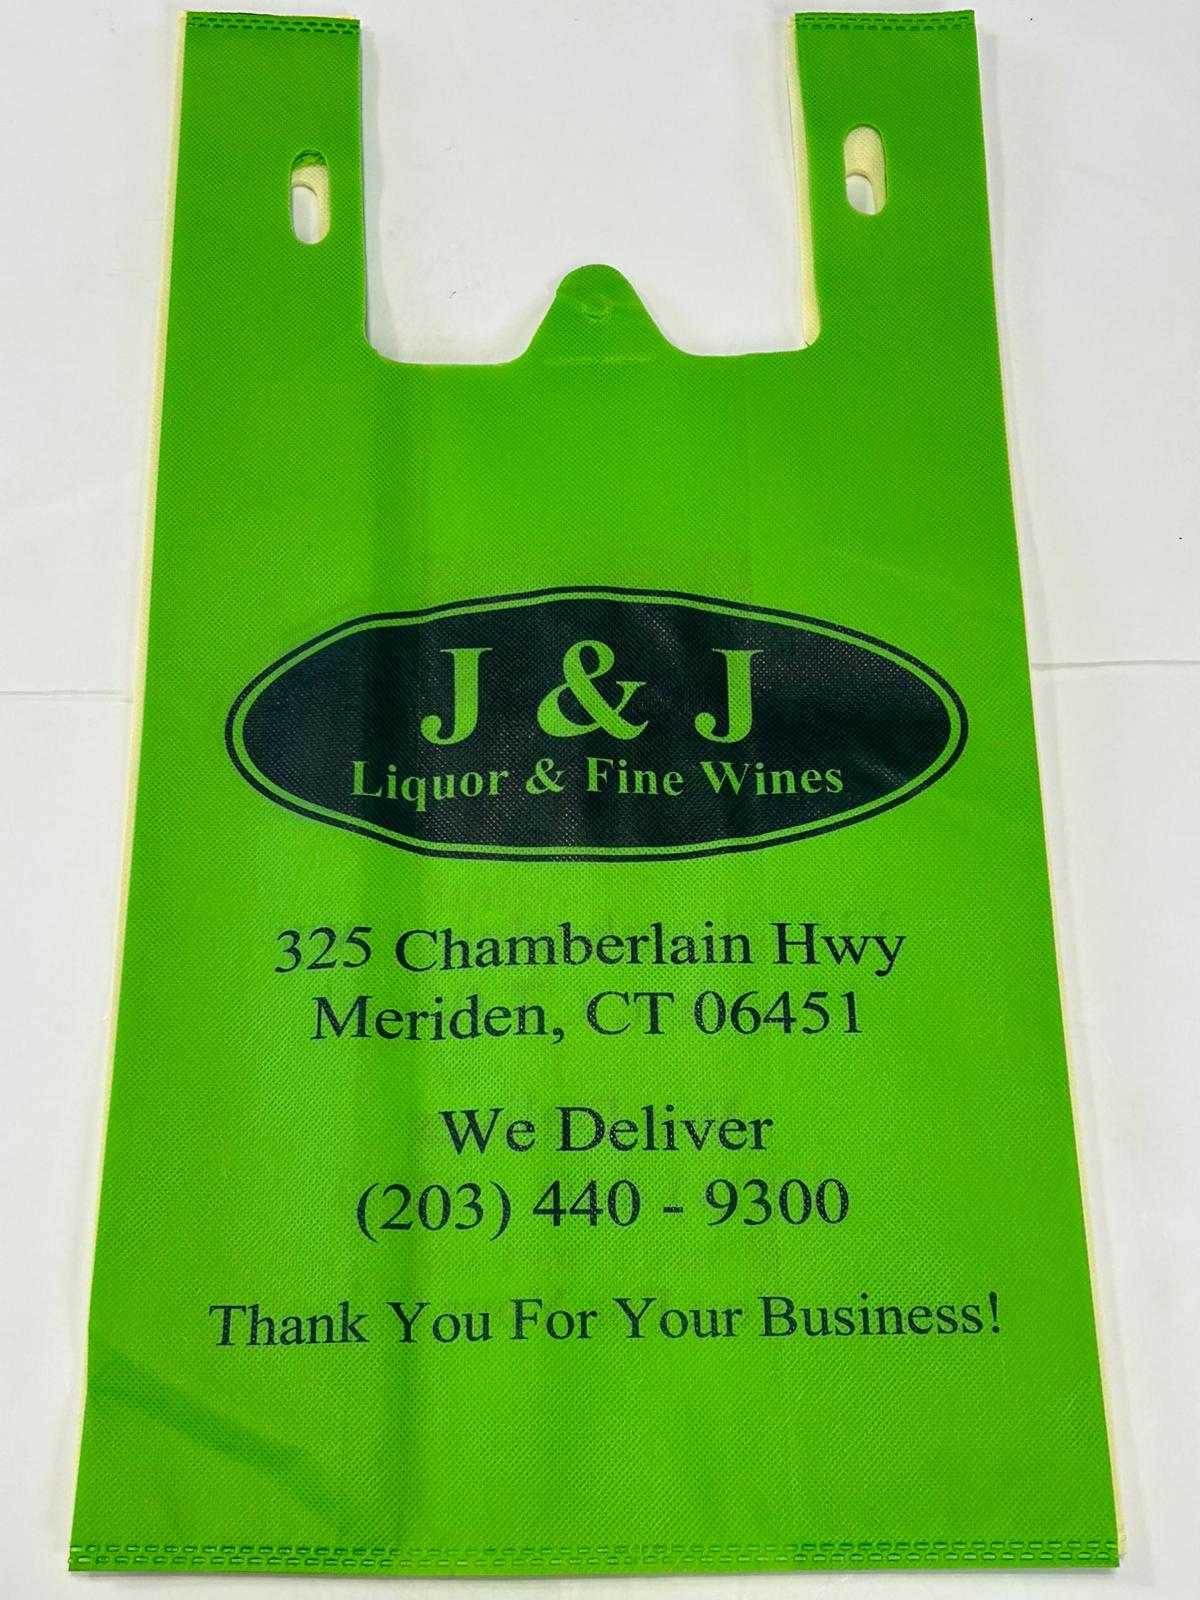 J & J
Liquor & Fine Wines
325 Chamberlain Hwy
Meriden, CT 06451
We Deliver
(203) 440 - 9300
Thank You For Your Business!